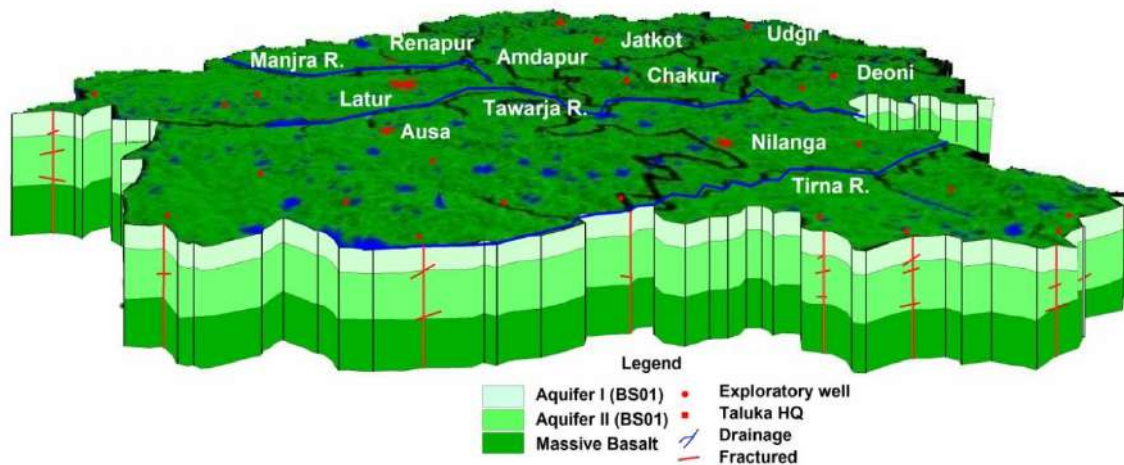 Udgir
Renapur
Jatkot
Amdapur
Manjra R.
Chakur
Deoni
Latur
Tawarja R.
Ausa
Nilanga
Tirna R.
Legend
Aquifer I (BS01)
Aquifer II (BS01)
Massive Basalt
Exploratory well
Taluka HQ
Drainage
Fractured